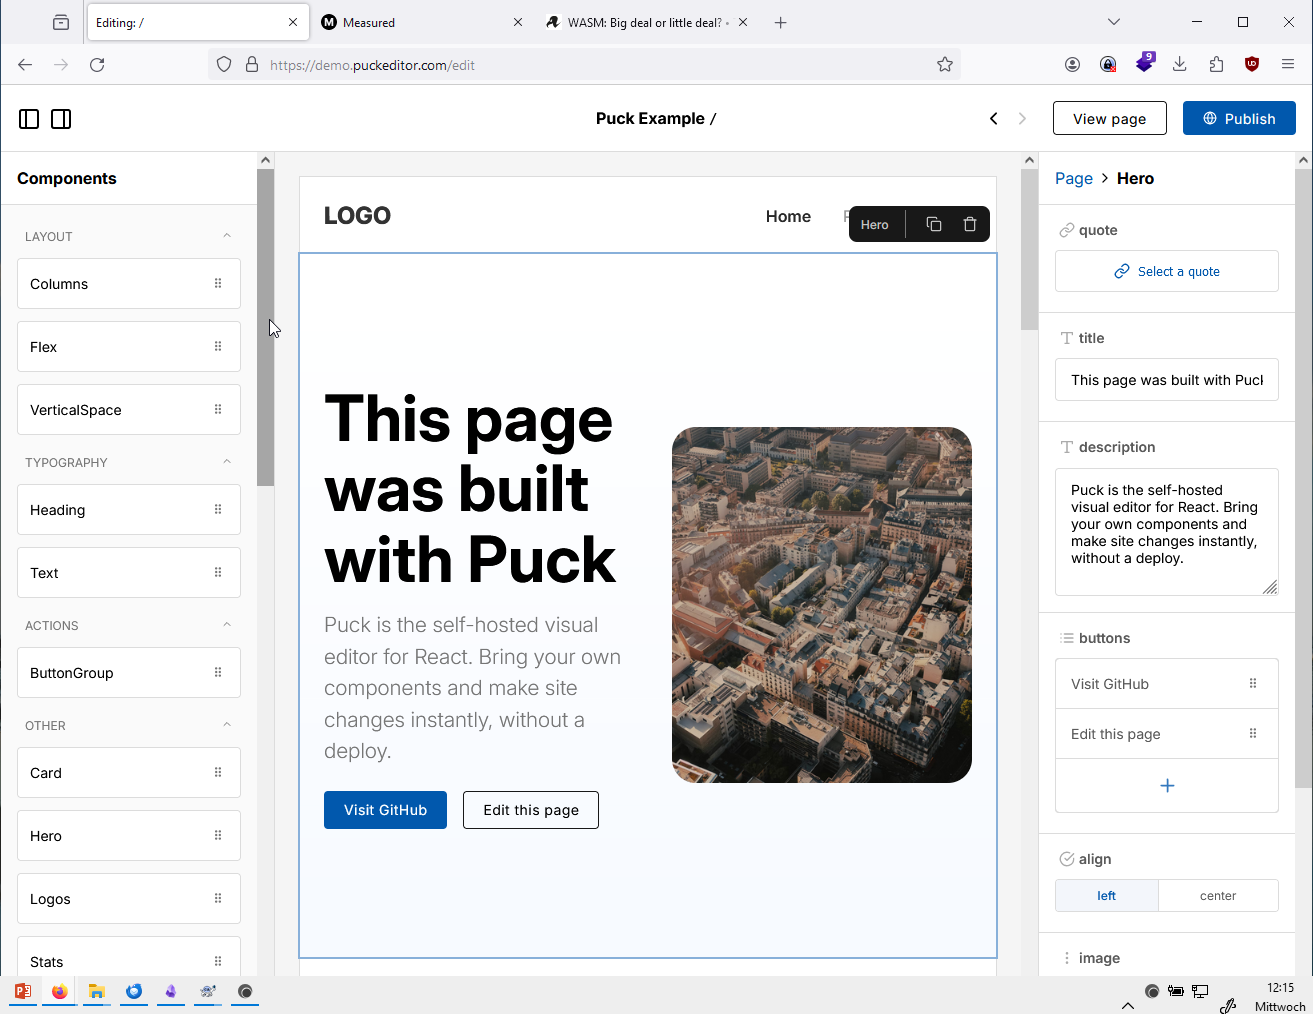 Editing: /
Measured
WASM: Big deal or little deal? -
https://demo.puckeditor.com/edit
9
Puck Example /
View page
Publish
Components
LAYOUT
Columns
Flex
VerticalSpace
TYPOGRAPHY
Heading
Text
ACTIONS
ButtonGroup
OTHER
Card
Hero
Logos
Stats
LOGO
Home
Hero
This page
was built
with Puck
Puck is the self-hosted visual
editor for React. Bring your own
components and make site
changes instantly, without a
deploy.
Visit GitHub
Edit this page
Page > Hero
quote
Select a quote
title
This page was built with Puck
description
Puck is the self-hosted
visual editor for React. Bring
your own components and
make site changes instantly,
without a deploy.
buttons
Visit GitHub
Edit this page
align
left
center
image
12:15
Mittwoch